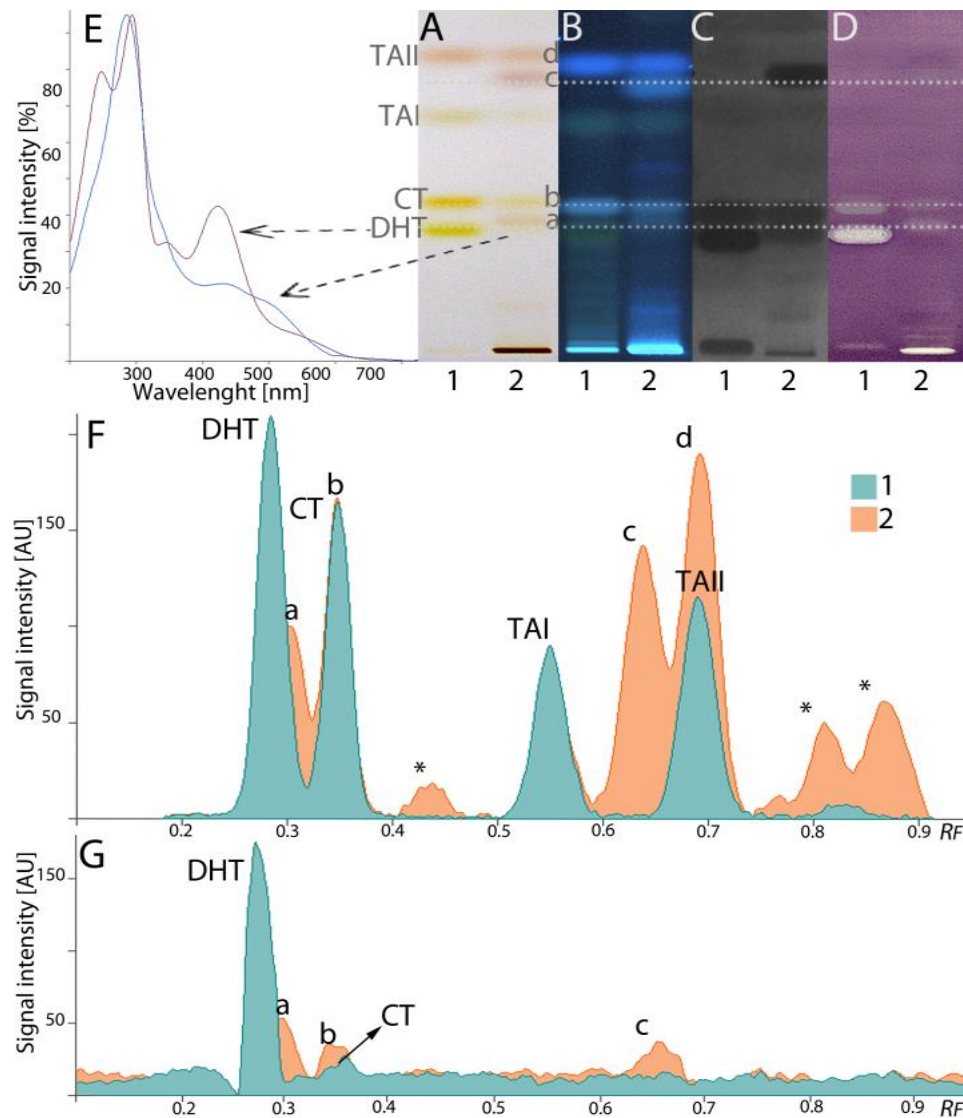 E
A
B
C
D
TAII
d
c
TAI
CT
b
DHT
a
Signal intensity [%]
80
60
40
20
300
400
500
600
700
Wavelenght [nm]
1 2 1 2 1 2 1 2
F
DHT
CT
a
b
*
TAI
c
d
TAII
*
*
1
2
Signal intensity [AU]
150
50
0.2 0.3 0.4 0.5 0.6 0.7 0.8 0.9 RF
G
DHT
a
b
CT
c
Signal intensity [AU]
150
50
0.2 0.3 0.4 0.5 0.6 0.7 0.8 0.9 RF